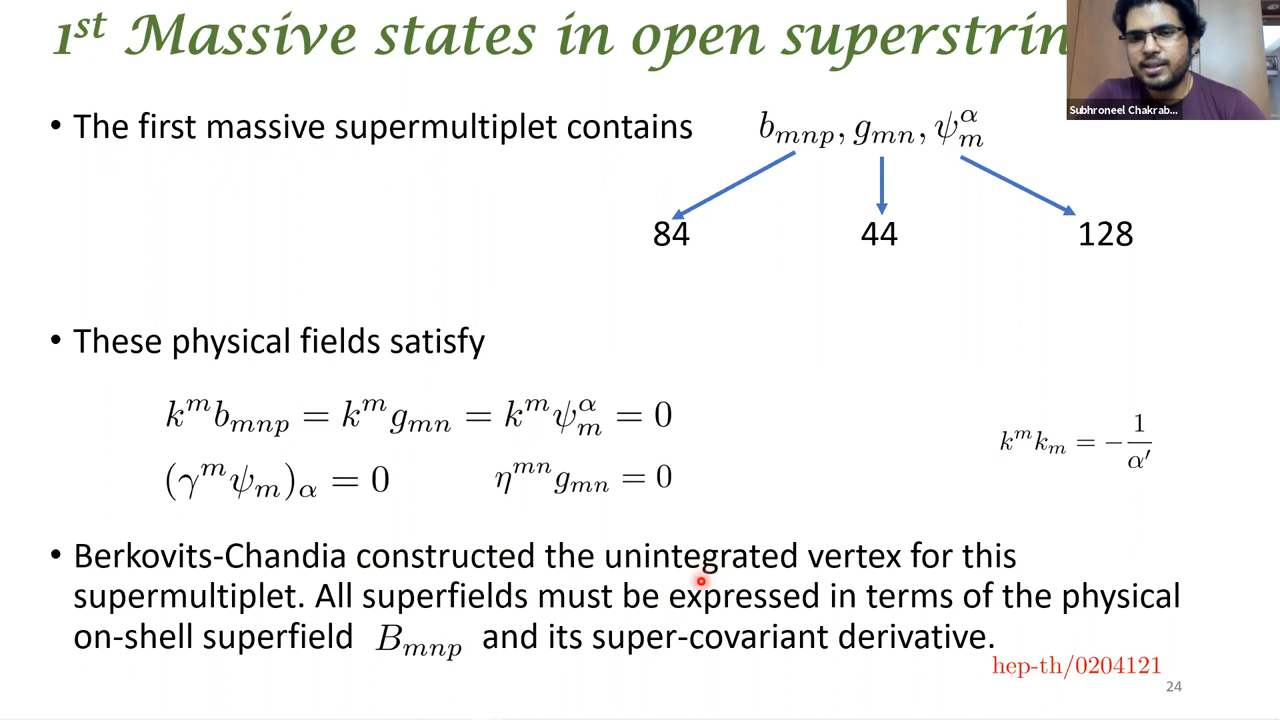 1st Massive states in open superstrin
Subhroneel Chakrab...
• The first massive supermultiplet contains b_{mnp}, g_{mn}, ψ_m^α
84 44 128
• These physical fields satisfy
k^m b_{mnp} = k^m g_{mn} = k^m ψ_m^α = 0
k^m k_m = -1/α′
(γ^m ψ_m)_α = 0 η^{mn} g_{mn} = 0
• Berkovits-Chandia constructed the unintegrated vertex for this
supermultiplet. All superfields must be expressed in terms of the physical
on-shell superfield B_{mnp} and its super-covariant derivative.
hep-th/0204121
24